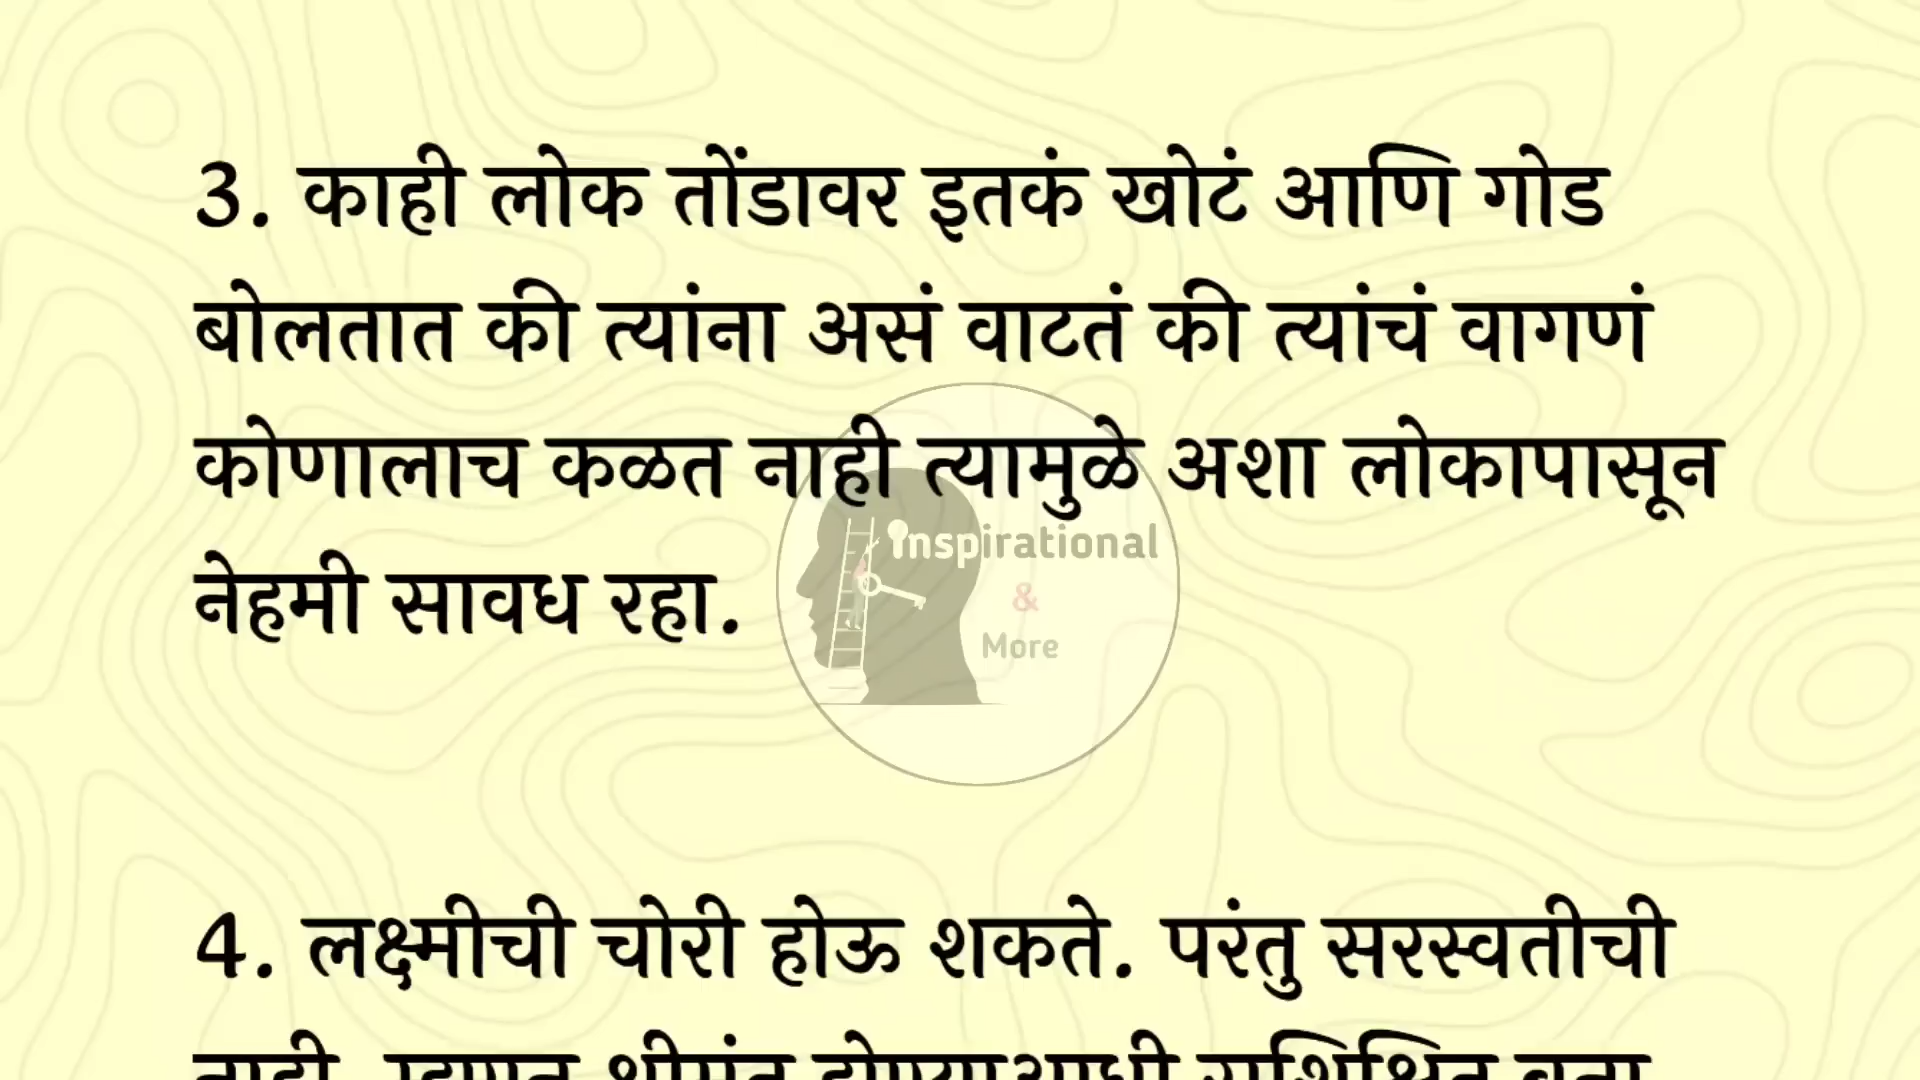 3. काही लोक तोंडावर इतकं खोटं आणि गोड
बोलतात की त्यांना असं वाटतं की त्यांचं वागणं
कोणालाच कळत नाही त्यामुळे अशा लोकापासून
नेहमी सावध रहा.
inspirational
&
More
4. लक्ष्मीची चोरी होऊ शकते. परंतु सरस्वतीची